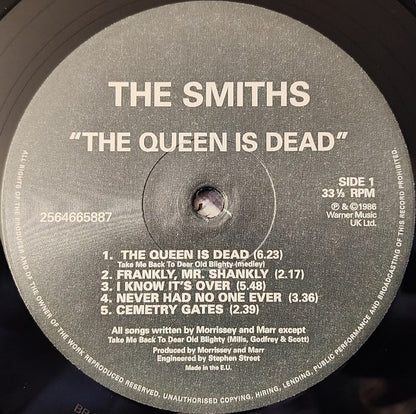 THE SMITHS
"THE QUEEN IS DEAD"
SIDE 1
33 ⅓ RPM
2564665887
℗ & © 1986
Warner Music
UK Ltd.
1. THE QUEEN IS DEAD (6.23)
Take Me Back To Dear Old Blighty (medley)
2. FRANKLY, MR. SHANKLY (2.17)
3. I KNOW IT'S OVER (5.48)
4. NEVER HAD NO ONE EVER (3.36)
5. CEMETRY GATES (2.39)
All songs written by Morrissey and Marr except
Take Me Back To Dear Old Blighty (Mills, Godfrey & Scott)
Produced by Morrissey and Marr
Engineered by Stephen Street
Made in the E.U.
ALL RIGHTS OF THE PRODUCER AND OF THE OWNER OF THE WORK REPRODUCED RESERVED. UNAUTHORISED COPYING, HIRING, LENDING, PUBLIC PERFORMANCE AND BROADCASTING OF THIS RECORD PROHIBITED.